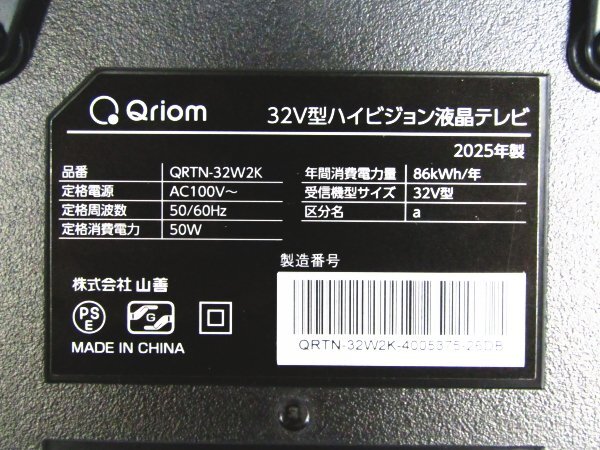 Qriom
32V型ハイビジョン液晶テレビ
2025年製
品番 QRTN-32W2K
定格電源 AC100V～
定格周波数 50/60Hz
定格消費電力 50W
年間消費電力量 86kWh/年
受信機型サイズ 32V型
区分名 a
製造番号
株式会社 山善
PS
E
G
MADE IN CHINA